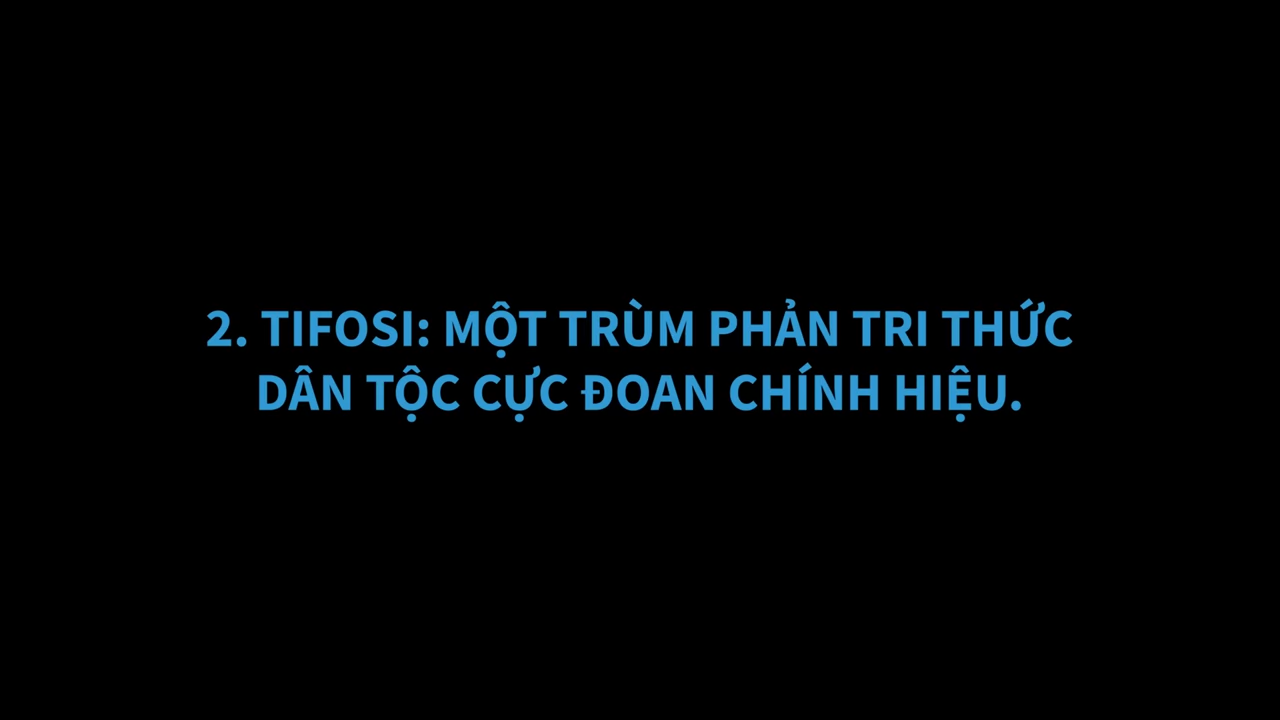 2. TIFOSI: MỘT TRÙM PHẢN TRI THỨC
DÂN TỘC CỰC ĐOAN CHÍNH HIỆU.